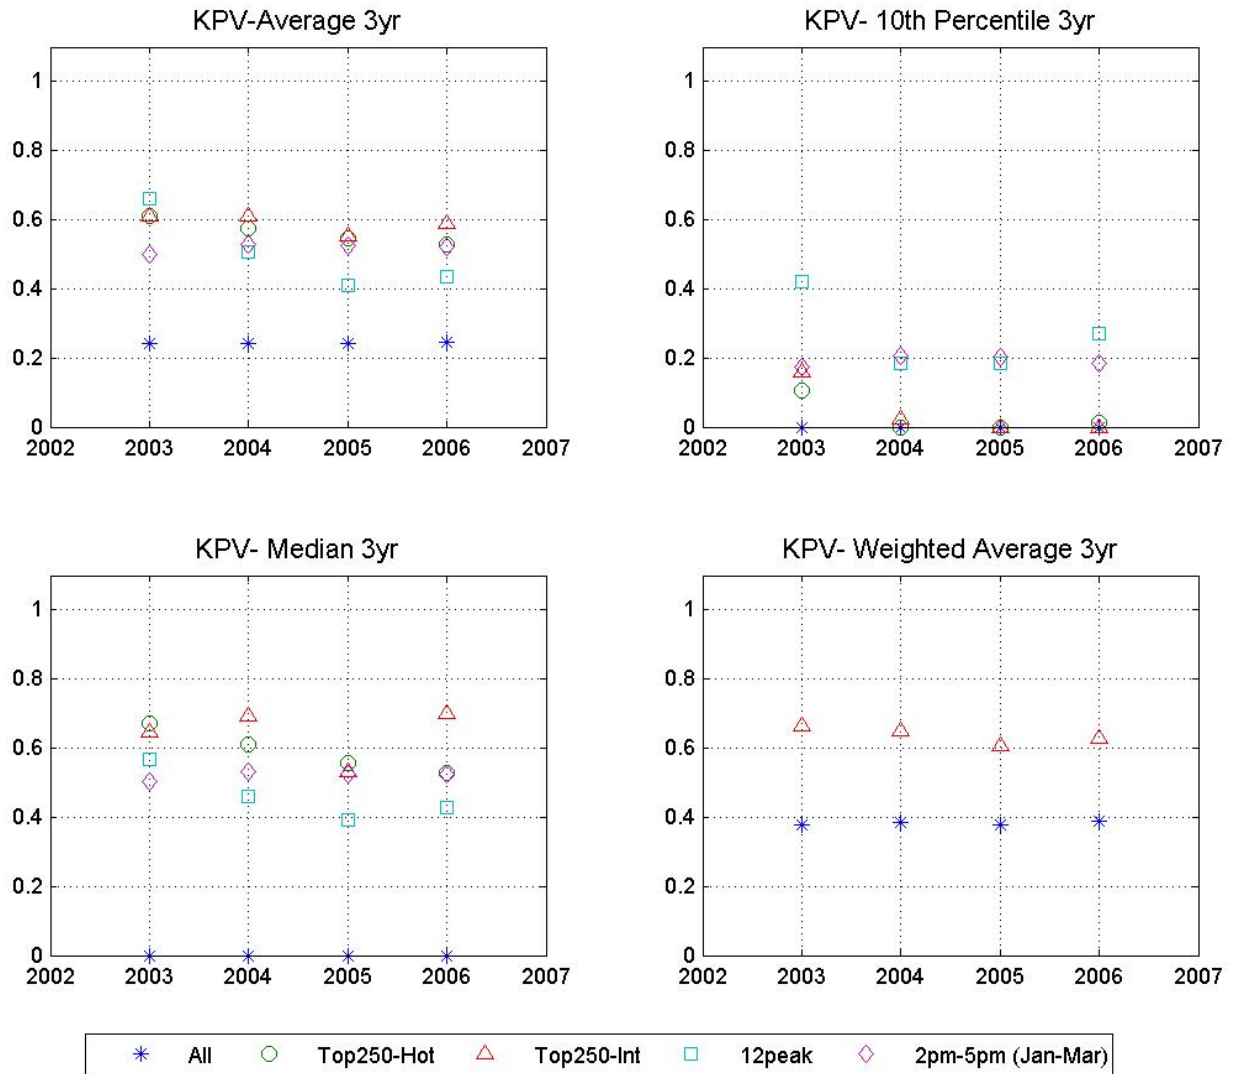 KPV-Average 3yr
1
0.8
0.6
0.4
0.2
0
2002 2003 2004 2005 2006 2007
KPV- 10th Percentile 3yr
1
0.8
0.6
0.4
0.2
0
2002 2003 2004 2005 2006 2007
KPV- Median 3yr
1
0.8
0.6
0.4
0.2
0
2002 2003 2004 2005 2006 2007
KPV- Weighted Average 3yr
1
0.8
0.6
0.4
0.2
0
2002 2003 2004 2005 2006 2007
All Top250-Hot Top250-Int 12peak 2pm-5pm (Jan-Mar)